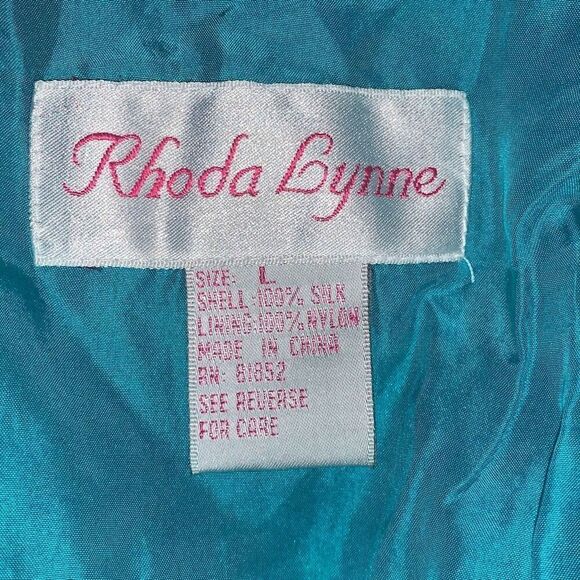 Rhoda Lynne
SIZE: L
SHELL:100% SILK
LINING:100% NYLON
MADE IN CHINA
RN: 81852
SEE REVERSE
FOR CARE